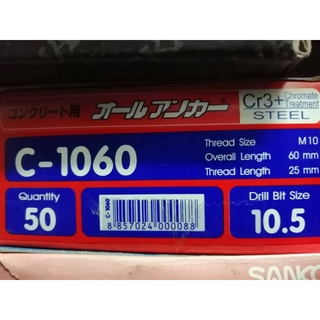 コンクリート用 オールアンカー Cr3+ Chromate Treatment STEEL
C-1060
Thread Size M10
Overall Length 60 mm
Thread Length 25 mm
Quantity
50
C-1060
8 857024 000088
Drill Bit Size
10.5
SANKO